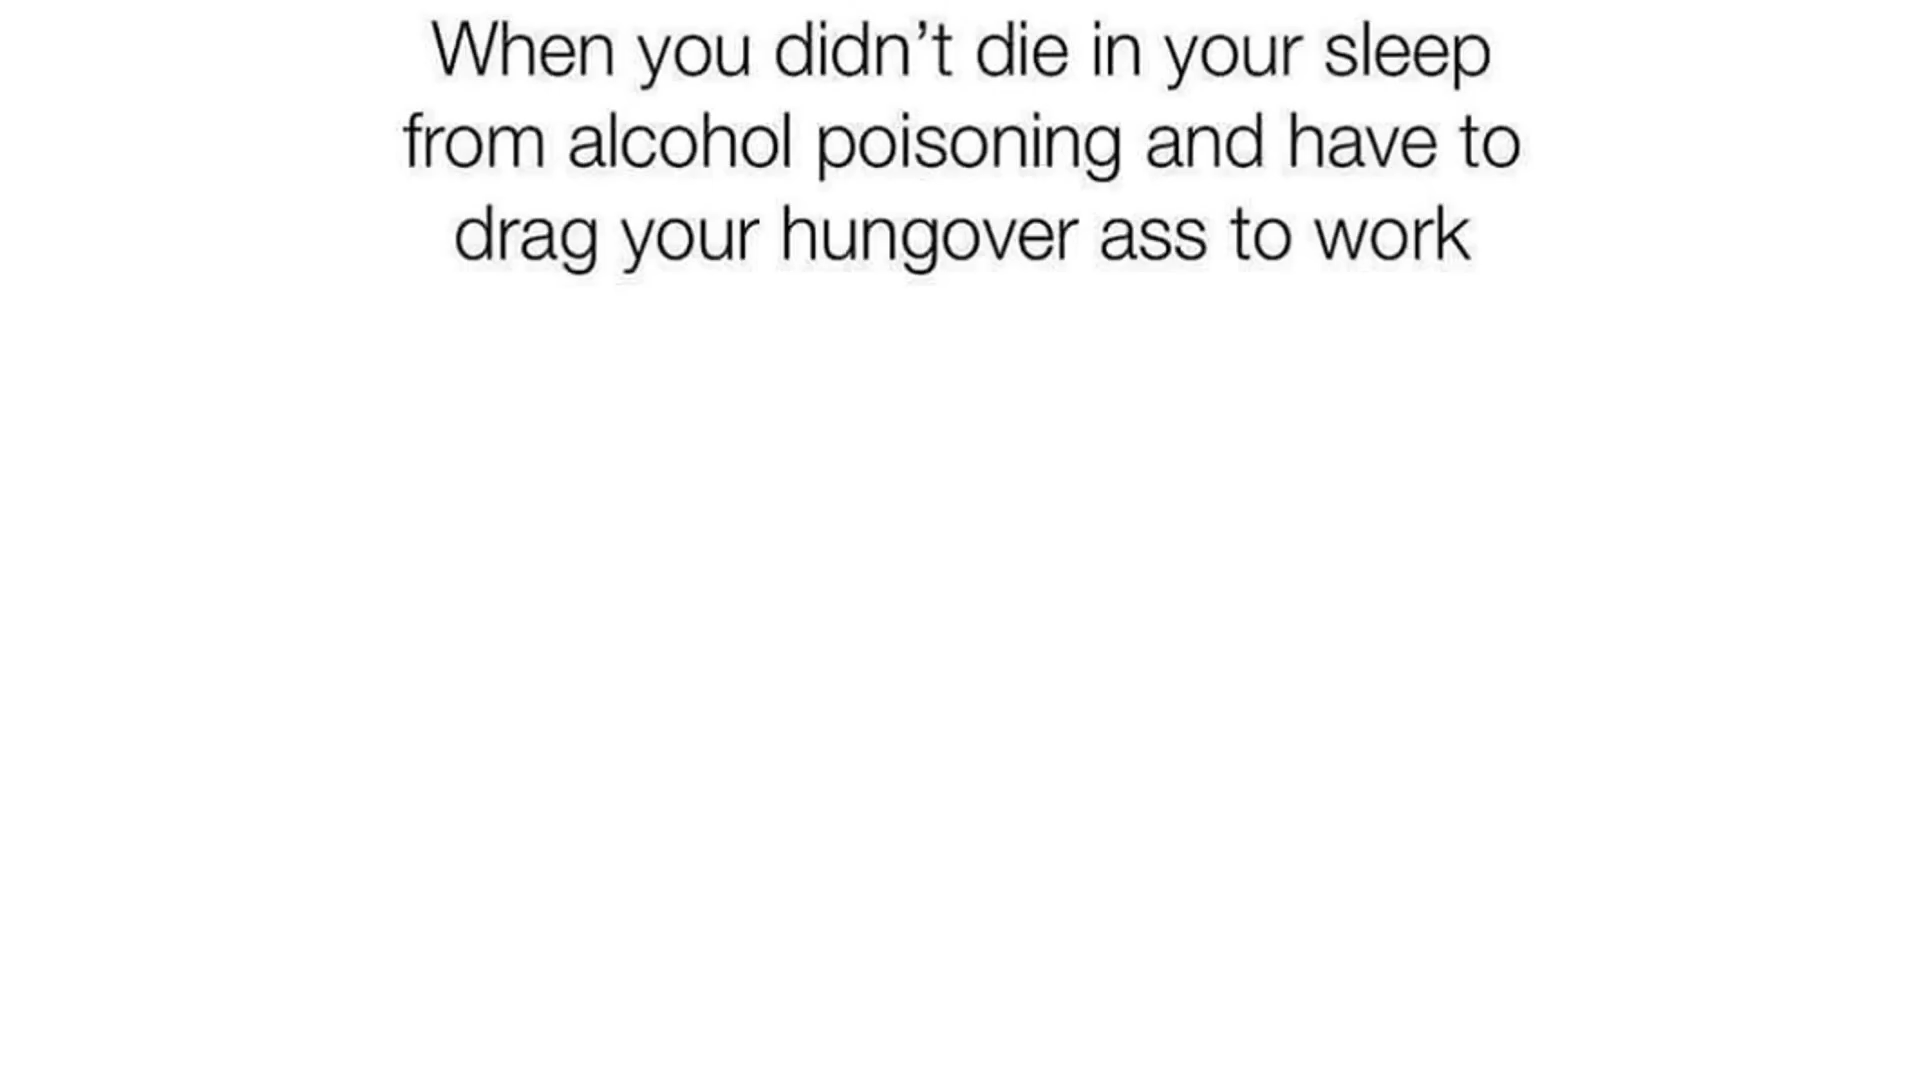 When you didn’t die in your sleep
from alcohol poisoning and have to
drag your hungover ass to work